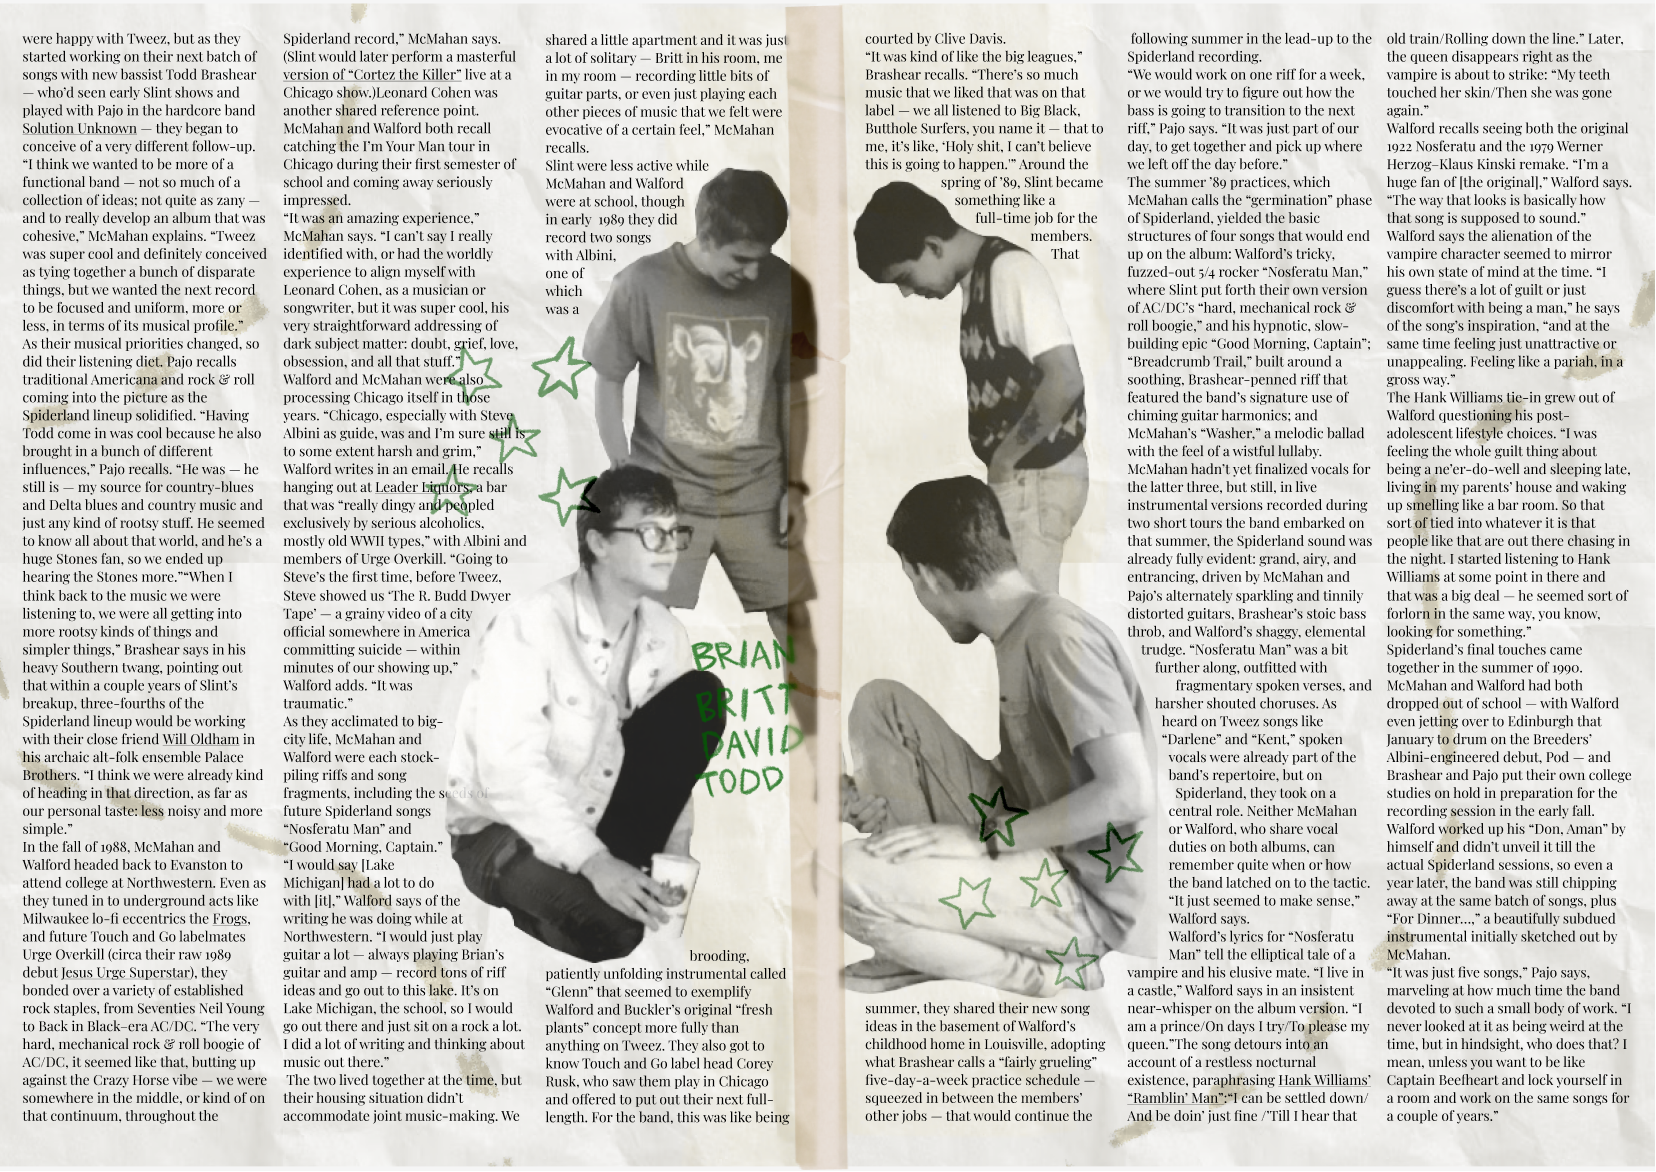 were happy with Tweez, but as they
started working on their next batch of
songs with new bassist Todd Brashear
— who’d seen early Slint shows and
played with Pajo in the hardcore band
Solution Unknown — they began to
conceive of a very different follow-up.
“I think we wanted to be more of a
functional band — not so much of a
collection of ideas; not quite as zany —
and to really develop an album that was
cohesive,” McMahan explains. “Tweez
was super cool and definitely conceived
as tying together a bunch of disparate
things, but we wanted the next record
to be focused and uniform, more or
less, in terms of its musical profile.”
As their musical priorities changed, so
did their listening diet. Pajo recalls
traditional Americana and rock & roll
coming into the picture as the
Spiderland lineup solidified. “Having
Todd come in was cool because he also
brought in a bunch of different
influences,” Pajo recalls. “He was — he
still is — my source for country-blues
and Delta blues and country music and
just any kind of rootsy stuff. He seemed
to know all about that world, and he’s a
huge Stones fan, so we ended up
hearing the Stones more.”“When I
think back to the music we were
listening to, we were all getting into
more rootsy kinds of things and
simpler things,” Brashear says in his
heavy Southern twang, pointing out
that within a couple years of Slint’s
breakup, three-fourths of the
Spiderland lineup would be working
with their close friend Will Oldham in
his archaic alt-folk ensemble Palace
Brothers. “I think we were already kind
of heading in that direction, as far as
our personal taste: less noisy and more
simple.”
In the fall of 1988, McMahan and
Walford headed back to Evanston to
attend college at Northwestern. Even as
they tuned in to underground acts like
Milwaukee lo-fi eccentrics the Frogs,
and future Touch and Go labelmates
Urge Overkill (circa their raw 1989
debut Jesus Urge Superstar), they
bonded over a variety of established
rock staples, from Seventies Neil Young
to Back in Black–era AC/DC. “The very
hard, mechanical rock & roll boogie of
AC/DC, it seemed like that, butting up
against the Crazy Horse vibe — we were
somewhere in the middle, or kind of on
that continuum, throughout the
Spiderland record,” McMahan says.
(Slint would later perform a masterful
version of “Cortez the Killer” live at a
Chicago show.)Leonard Cohen was
another shared reference point.
McMahan and Walford both recall
catching the I’m Your Man tour in
Chicago during their first semester of
school and coming away seriously
impressed.
“It was an amazing experience,”
McMahan says. “I can’t say I really
identified with, or had the worldly
experience to align myself with
Leonard Cohen, as a musician or
songwriter, but it was super cool, his
very straightforward addressing of
dark subject matter: doubt, grief, love,
obsession, and all that stuff.”
Walford and McMahan were also
processing Chicago itself in those
years. “Chicago, especially with Steve
Albini as guide, was and I’m sure still is
to some extent harsh and grim,”
Walford writes in an email. He recalls
hanging out at Leader Liquors, a bar
that was “really dingy and peopled
exclusively by serious alcoholics,
mostly old WWII types,” with Albini and
members of Urge Overkill. “Going to
Steve’s the first time, before Tweez,
Steve showed us ‘The R. Budd Dwyer
Tape’ — a grainy video of a city
official somewhere in America
committing suicide — within
minutes of our showing up,”
Walford adds. “It was
traumatic.”
As they acclimated to big-
city life, McMahan and
Walford were each stock-
piling riffs and song
fragments, including the seeds of
future Spiderland songs
“Nosferatu Man” and
“Good Morning, Captain.”
“I would say [Lake
Michigan] had a lot to do
with [it],” Walford says of the
writing he was doing while at
Northwestern. “I would just play
guitar a lot — always playing Brian’s
guitar and amp — record tons of riff
ideas and go out to this lake. It’s on
Lake Michigan, the school, so I would
go out there and just sit on a rock a lot.
I did a lot of writing and thinking about
music out there.”
The two lived together at the time, but
their housing situation didn’t
accommodate joint music-making. We
shared a little apartment and it was just
a lot of solitary — Britt in his room, me
in my room — recording little bits of
guitar parts, or even just playing each
other pieces of music that we felt were
evocative of a certain feel,” McMahan
recalls.
Slint were less active while
McMahan and Walford
were at school, though
in early 1989 they did
record two songs
with Albini,
one of
which
was a
brooding,
patiently unfolding instrumental called
“Glenn” that seemed to exemplify
Walford and Buckler’s original “fresh
plants” concept more fully than
anything on Tweez. They also got to
know Touch and Go label head Corey
Rusk, who saw them play in Chicago
and offered to put out their next full-
length. For the band, this was like being
BRIAN
BRITT
DAVID
TODD
courted by Clive Davis.
“It was kind of like the big leagues,”
Brashear recalls. “There’s so much
music that we liked that was on that
label — we all listened to Big Black,
Butthole Surfers, you name it — that to
me, it’s like, ‘Holy shit, I can’t believe
this is going to happen.’” Around the
spring of ’89, Slint became
something like a
full-time job for the
members.
That
summer, they shared their new song
ideas in the basement of Walford’s
childhood home in Louisville, adopting
what Brashear calls a “fairly grueling”
five-day-a-week practice schedule —
squeezed in between the members’
other jobs — that would continue the
following summer in the lead-up to the
Spiderland recording.
“We would work on one riff for a week,
or we would try to figure out how the
bass is going to transition to the next
riff,” Pajo says. “It was just part of our
day, to get together and pick up where
we left off the day before.”
The summer ’89 practices, which
McMahan calls the “germination” phase
of Spiderland, yielded the basic
structures of four songs that would end
up on the album: Walford’s tricky,
fuzzed-out 5/4 rocker “Nosferatu Man,”
where Slint put forth their own version
of AC/DC’s “hard, mechanical rock &
roll boogie,” and his hypnotic, slow-
building epic “Good Morning, Captain”;
“Breadcrumb Trail,” built around a
soothing, Brashear-penned riff that
featured the band’s signature use of
chiming guitar harmonics; and
McMahan’s “Washer,” a melodic ballad
with the feel of a wistful lullaby.
McMahan hadn’t yet finalized vocals for
the latter three, but still, in live
instrumental versions recorded during
two short tours the band embarked on
that summer, the Spiderland sound was
already fully evident: grand, airy, and
entrancing, driven by McMahan and
Pajo’s alternately sparkling and tinnily
distorted guitars, Brashear’s stoic bass
throb, and Walford’s shaggy, elemental
trudge. “Nosferatu Man” was a bit
further along, outfitted with
fragmentary spoken verses, and
harsher shouted choruses. As
heard on Tweez songs like
“Darlene” and “Kent,” spoken
vocals were already part of the
band’s repertoire, but on
Spiderland, they took on a
central role. Neither McMahan
or Walford, who share vocal
duties on both albums, can
remember quite when or how
the band latched on to the tactic.
“It just seemed to make sense,”
Walford says.
Walford’s lyrics for “Nosferatu
Man” tell the elliptical tale of a
vampire and his elusive mate. “I live in
a castle,” Walford says in an insistent
near-whisper on the album version. “I
am a prince/On days I try/To please my
queen.”The song detours into an
account of a restless nocturnal
existence, paraphrasing Hank Williams’
“Ramblin’ Man”:“I can be settled down/
And be doin’ just fine /’Till I hear that
old train/Rolling down the line.” Later,
the queen disappears right as the
vampire is about to strike: “My teeth
touched her skin/Then she was gone
again.”
Walford recalls seeing both the original
1922 Nosferatu and the 1979 Werner
Herzog–Klaus Kinski remake. “I’m a
huge fan of [the original],” Walford says.
“The way that looks is basically how
that song is supposed to sound.”
Walford says the alienation of the
vampire character seemed to mirror
his own state of mind at the time. “I
guess there’s a lot of guilt or just
discomfort with being a man,” he says
of the song’s inspiration, “and at the
same time feeling just unattractive or
unappealing. Feeling like a pariah, in a
gross way.”
The Hank Williams tie-in grew out of
Walford questioning his post-
adolescent lifestyle choices. “I was
feeling the whole guilt thing about
being a ne’er-do-well and sleeping late,
living in my parents’ house and waking
up smelling like a bar room. So that
sort of tied into whatever it is that
people like that are out there chasing in
the night. I started listening to Hank
Williams at some point in there and
that was a big deal — he seemed sort of
forlorn in the same way, you know,
looking for something.”
Spiderland’s final touches came
together in the summer of 1990.
McMahan and Walford had both
dropped out of school — with Walford
even jetting over to Edinburgh that
January to drum on the Breeders’
Albini-engineered debut, Pod — and
Brashear and Pajo put their own college
studies on hold in preparation for the
recording session in the early fall.
Walford worked up his “Don, Aman” by
himself and didn’t unveil it till the
actual Spiderland sessions, so even a
year later, the band was still chipping
away at the same batch of songs, plus
“For Dinner…,” a beautifully subdued
instrumental initially sketched out by
McMahan.
“It was just five songs,” Pajo says,
marveling at how much time the band
devoted to such a small body of work. “I
never looked at it as being weird at the
time, but in hindsight, who does that? I
mean, unless you want to be like
Captain Beefheart and lock yourself in
a room and work on the same songs for
a couple of years.”